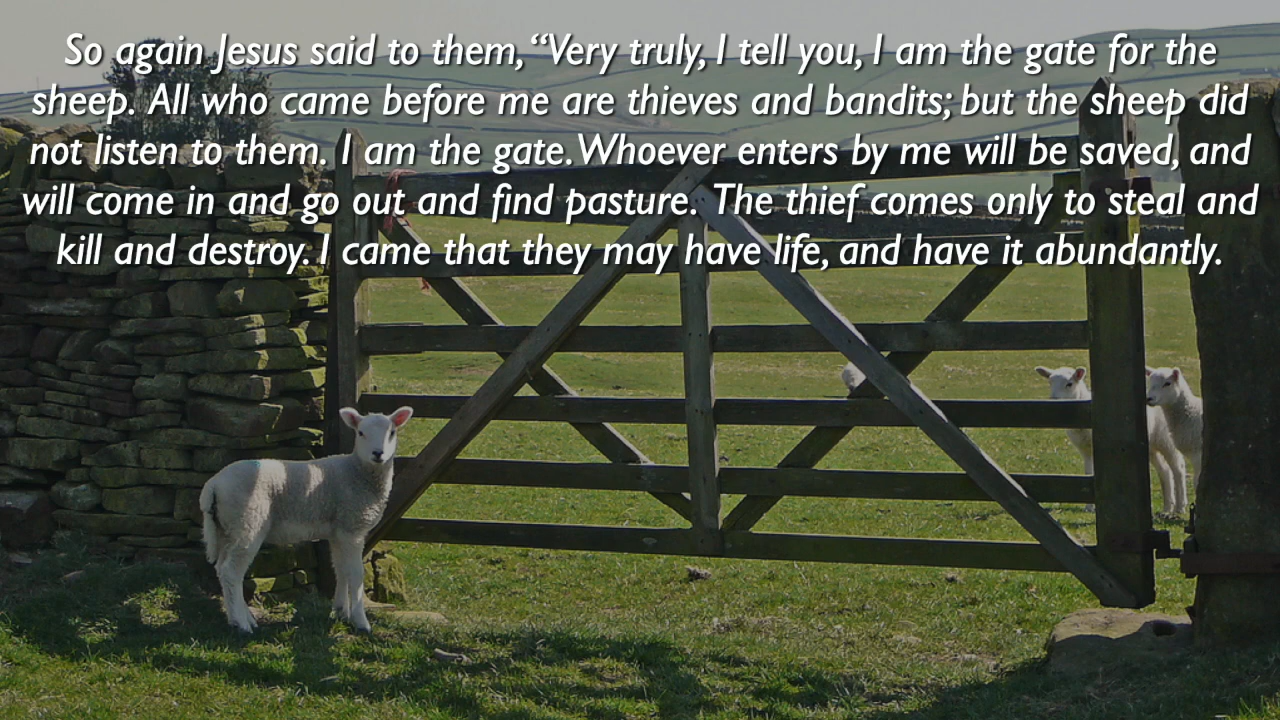 So again Jesus said to them, “Very truly, I tell you, I am the gate for the
sheep. All who came before me are thieves and bandits; but the sheep did
not listen to them. I am the gate. Whoever enters by me will be saved, and
will come in and go out and find pasture. The thief comes only to steal and
kill and destroy. I came that they may have life, and have it abundantly.